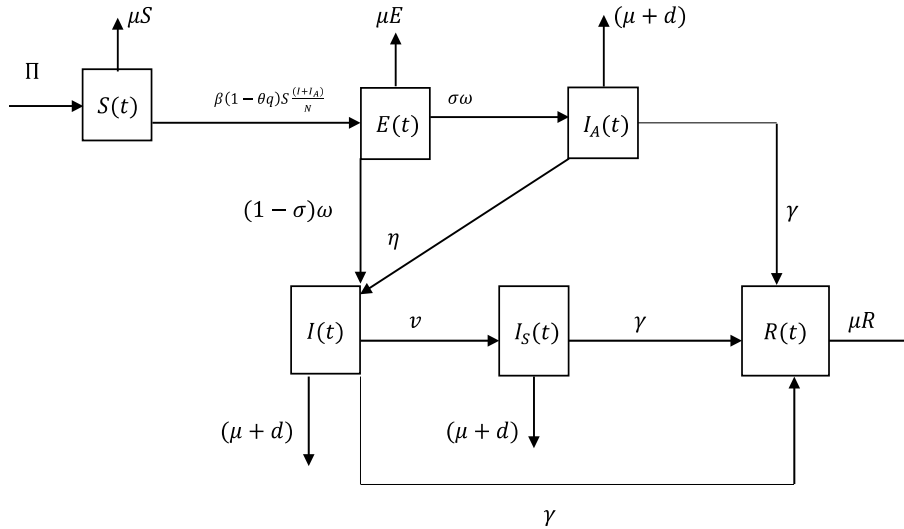 μS
μE
(μ + d)
Π
S(t)
β(1−θq)S (I+I_A)/N
E(t)
σω
I_A(t)
(1 − σ)ω
η
γ
I(t)
v
I_S(t)
γ
R(t)
μR
(μ + d)
(μ + d)
γ